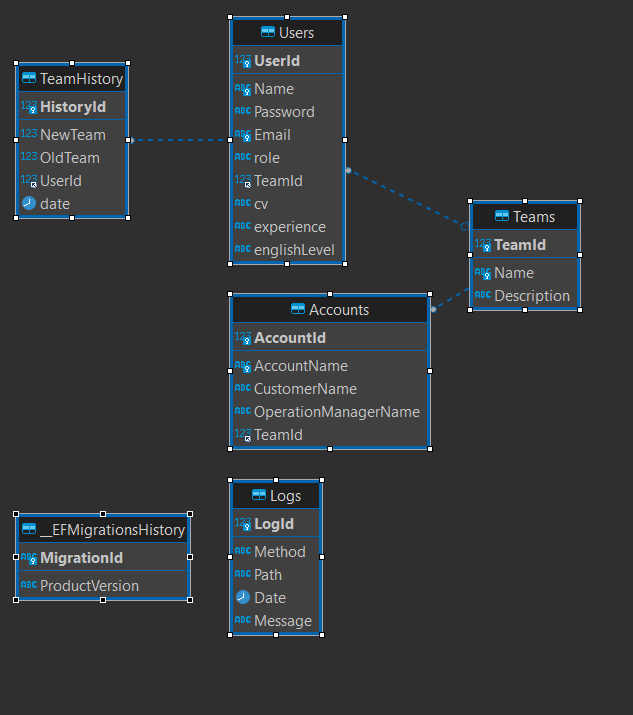 Users
123 UserId
ABC Name
ABC Password
ABC Email
ABC role
123 TeamId
ABC cv
ABC experience
ABC englishLevel
TeamHistory
123 HistoryId
123 NewTeam
123 OldTeam
123 UserId
date
Teams
123 TeamId
ABC Name
ABC Description
Accounts
123 AccountId
ABC AccountName
ABC CustomerName
ABC OperationManagerName
123 TeamId
Logs
123 LogId
ABC Method
ABC Path
Date
ABC Message
__EFMigrationsHistory
ABC MigrationId
ABC ProductVersion